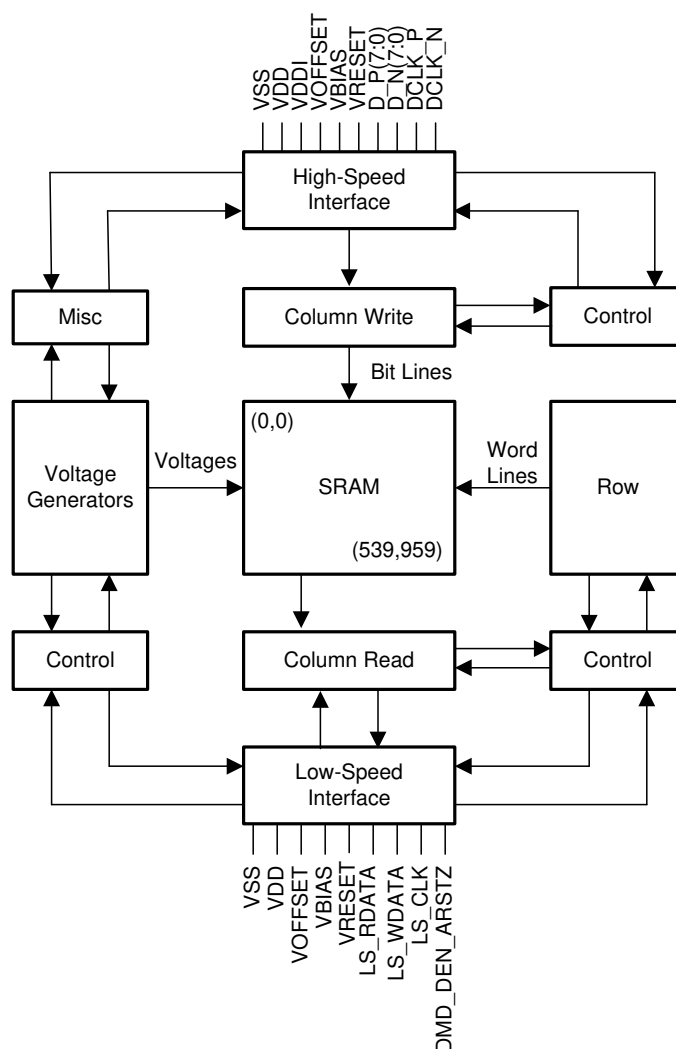 VSS
VDD
VDDI
VOFFSET
VBIAS
VRESET
D_P(7:0)
D_N(7:0)
DCLK_P
DCLK_N
High-Speed
Interface
Misc
Column Write
Control
Bit Lines
(0,0)
Voltage
Generators
Voltages
SRAM
Word
Lines
Row
(539,959)
Control
Column Read
Control
Low-Speed
Interface
VSS
VDD
VOFFSET
VBIAS
VRESET
LS_RDATA
LS_WDATA
LS_CLK
DMD_DEN_ARSTZ